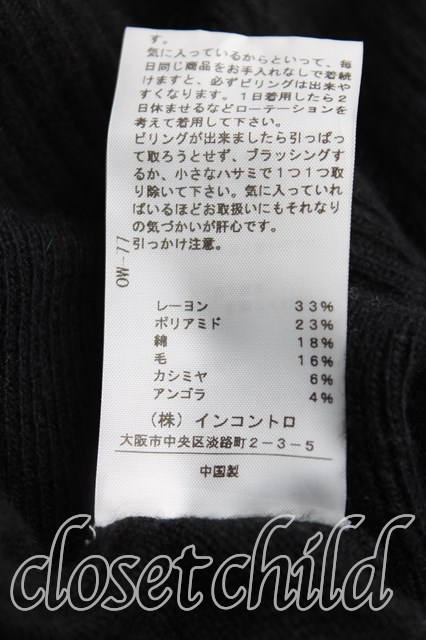 す。
気に入っているからといって、毎
日同じ商品をお手入れなしで着続
けますと、必ずピリングは出来や
すくなります。1日着用したら2
日休ませるなどローテーションを
考えて着用して下さい。
ピリングが出来ましたら引っぱっ
て取ろうとせず、ブラッシングす
るか、小さなハサミで1つ1つ取
り除いて下さい。気に入っていれ
ばいるほどお取扱いにもそれなり
の気づかいが肝心です。
引っかけ注意。
OW-77
レーヨン 33%
ポリアミド 23%
綿 18%
毛 16%
カシミヤ 6%
アンゴラ 4%
(株)インコントロ
大阪市中央区淡路町2-3-5
中国製
closet child